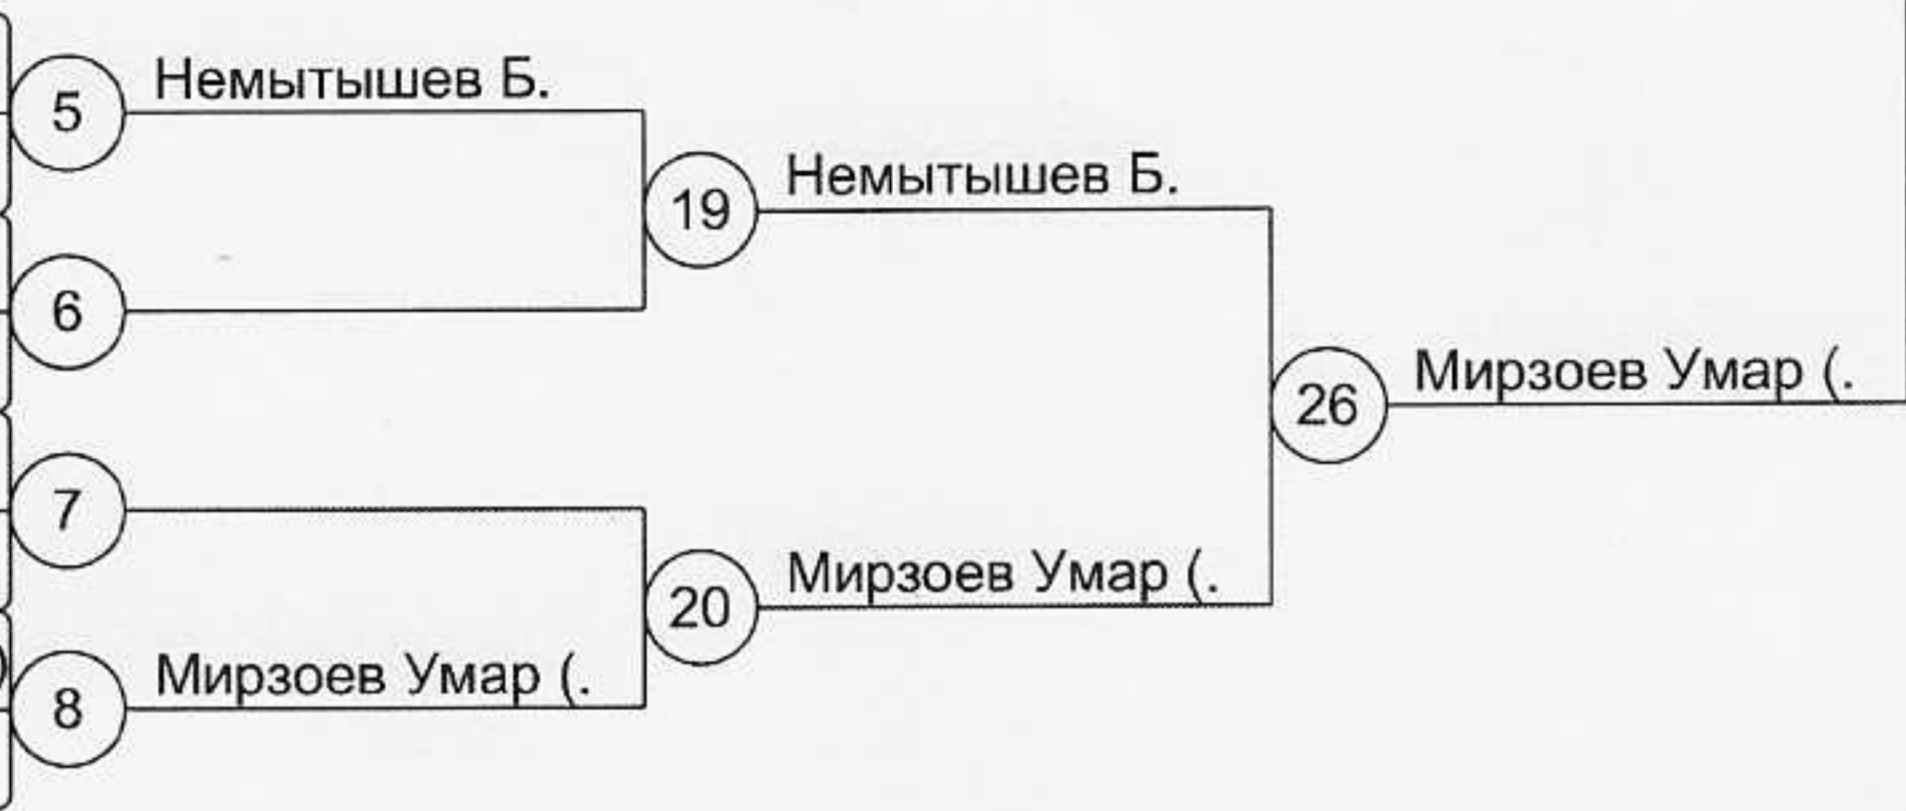 5 Немытышев Б.
19 Немытышев Б.
6
26 Мирзоев Умар (.
7
20 Мирзоев Умар (.
8 Мирзоев Умар (.